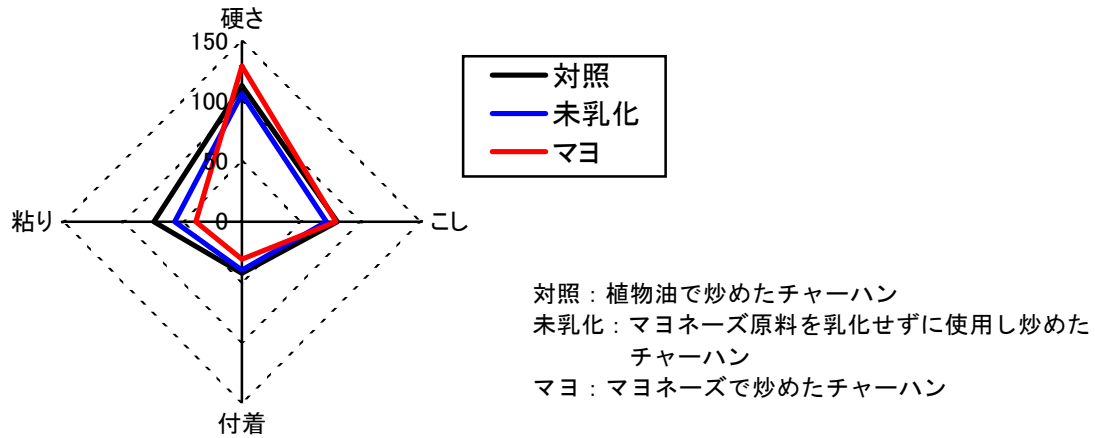 硬さ
150
100
50
0
粘り
こし
付着
対照
未乳化
マヨ
対照：植物油で炒めたチャーハン
未乳化：マヨネーズ原料を乳化せずに使用し炒めた
チャーハン
マヨ：マヨネーズで炒めたチャーハン